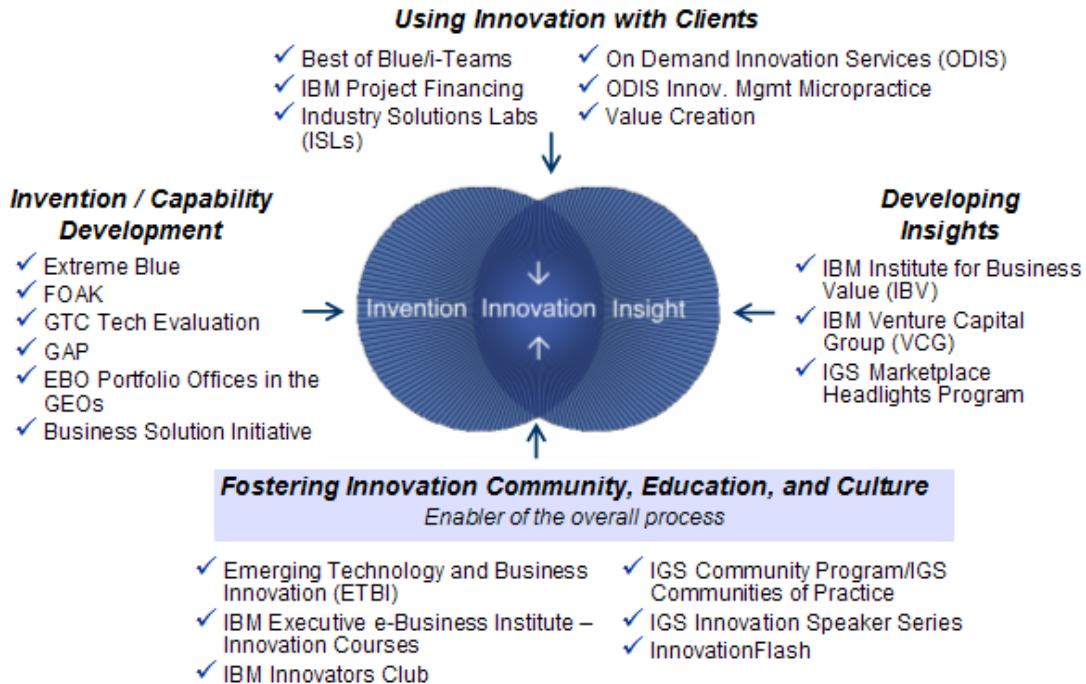 Using Innovation with Clients
Best of Blue/i-Teams
IBM Project Financing
Industry Solutions Labs
(ISLs)
On Demand Innovation Services (ODIS)
ODIS Innov. Mgmt Micropractice
Value Creation
Invention / Capability
Development
Extreme Blue
FOAK
GTC Tech Evaluation
GAP
EBO Portfolio Offices in the
GEOs
Business Solution Initiative
Invention
Innovation
Insight
Developing
Insights
IBM Institute for Business
Value (IBV)
IBM Venture Capital
Group (VCG)
IGS Marketplace
Headlights Program
Fostering Innovation Community, Education, and Culture
Enabler of the overall process
Emerging Technology and Business
Innovation (ETBI)
IBM Executive e-Business Institute –
Innovation Courses
IBM Innovators Club
IGS Community Program/IGS
Communities of Practice
IGS Innovation Speaker Series
InnovationFlash